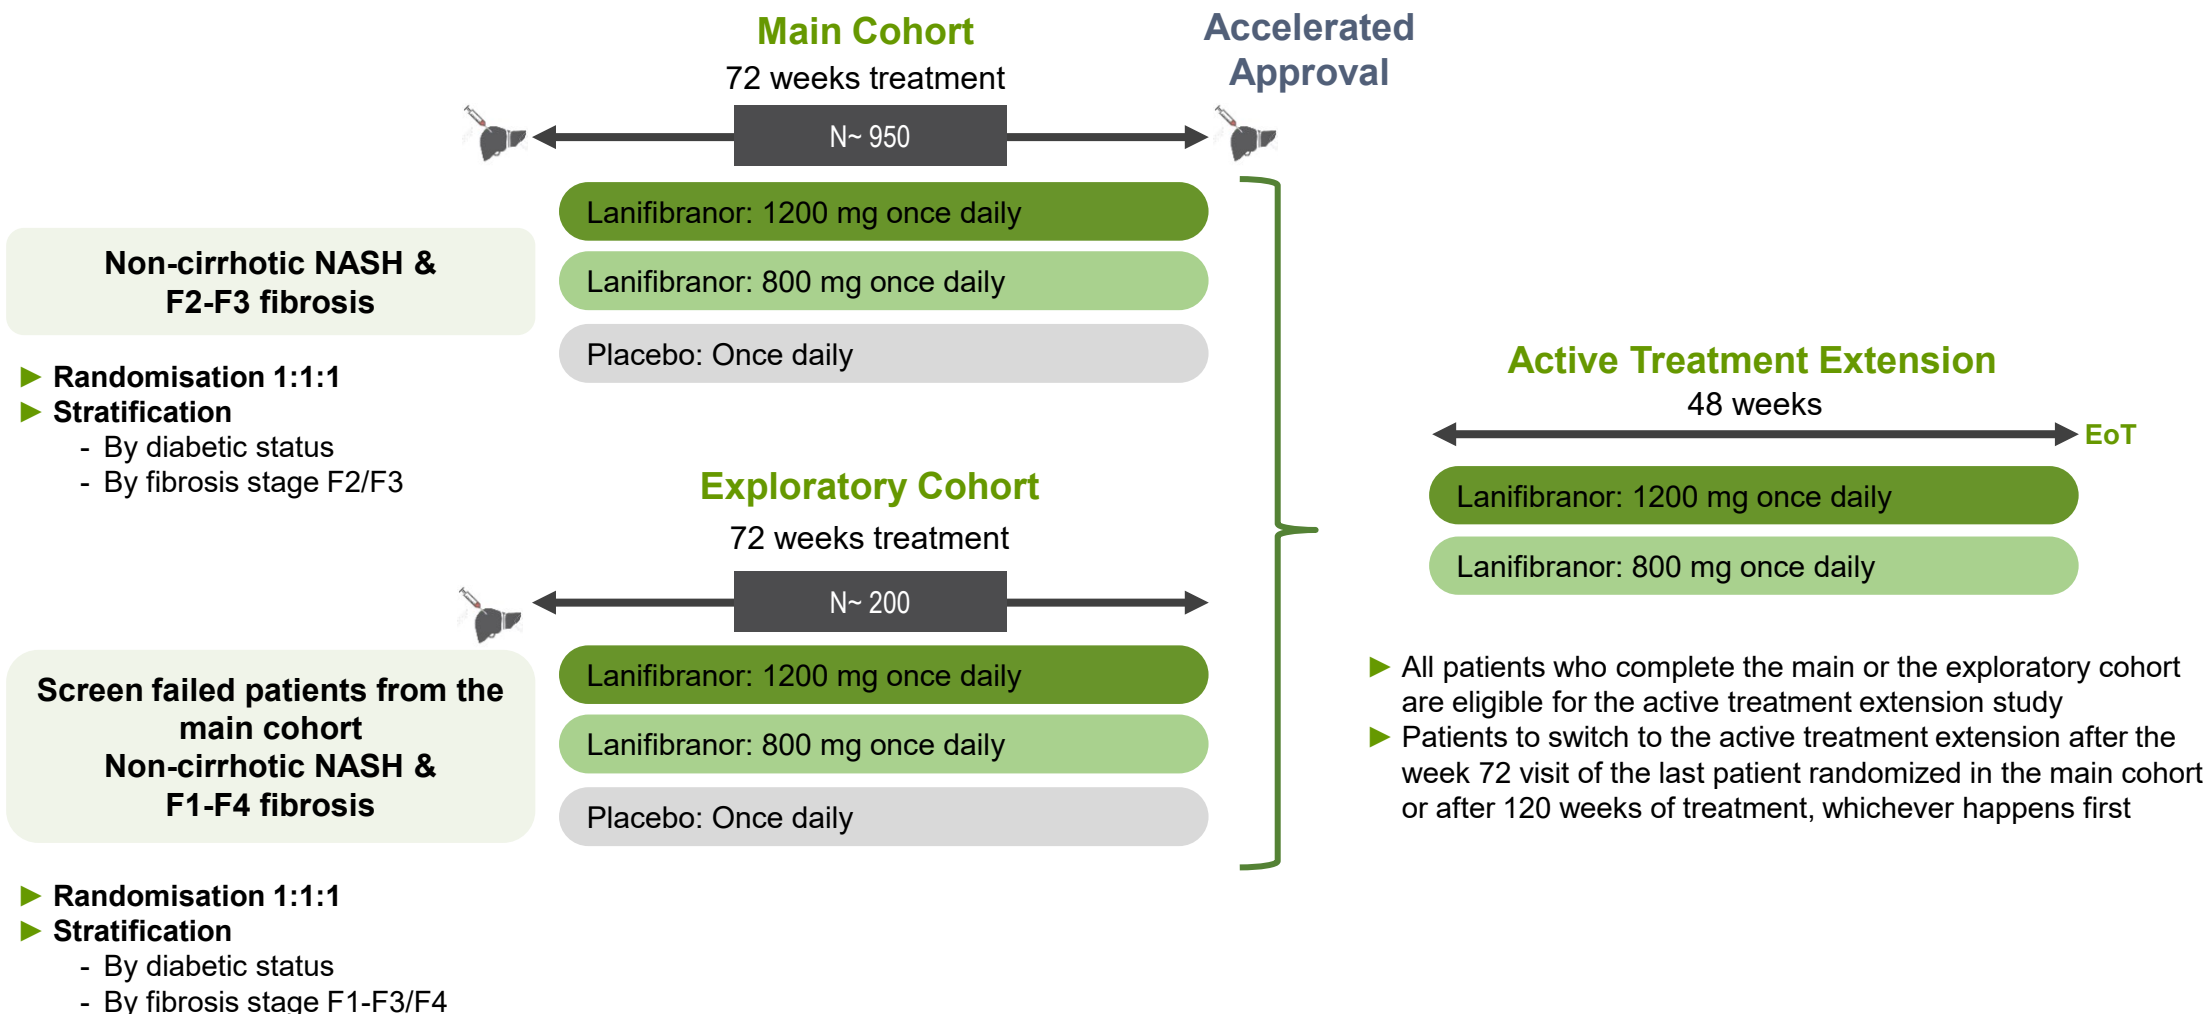 Main Cohort
72 weeks treatment
N~ 950
Accelerated
Approval
Lanifibranor: 1200 mg once daily
Lanifibranor: 800 mg once daily
Placebo: Once daily
Non-cirrhotic NASH &
F2-F3 fibrosis
► Randomisation 1:1:1
► Stratification
- By diabetic status
- By fibrosis stage F2/F3
Exploratory Cohort
72 weeks treatment
N~ 200
Lanifibranor: 1200 mg once daily
Lanifibranor: 800 mg once daily
Placebo: Once daily
Screen failed patients from the
main cohort
Non-cirrhotic NASH &
F1-F4 fibrosis
► Randomisation 1:1:1
► Stratification
- By diabetic status
- By fibrosis stage F1-F3/F4
Active Treatment Extension
48 weeks
EoT
Lanifibranor: 1200 mg once daily
Lanifibranor: 800 mg once daily
► All patients who complete the main or the exploratory cohort
are eligible for the active treatment extension study
► Patients to switch to the active treatment extension after the
week 72 visit of the last patient randomized in the main cohort
or after 120 weeks of treatment, whichever happens first